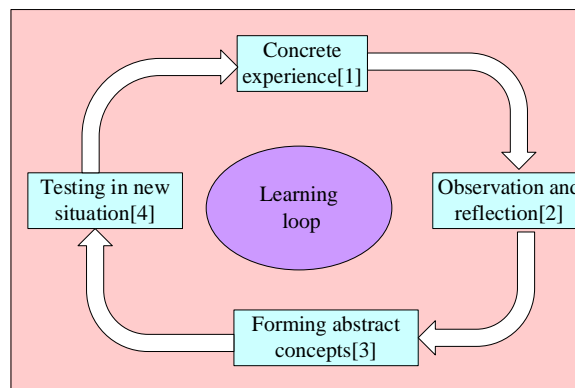 Concrete
experience[1]
Observation and
reflection[2]
Forming abstract
concepts[3]
Testing in new
situation[4]
Learning
loop